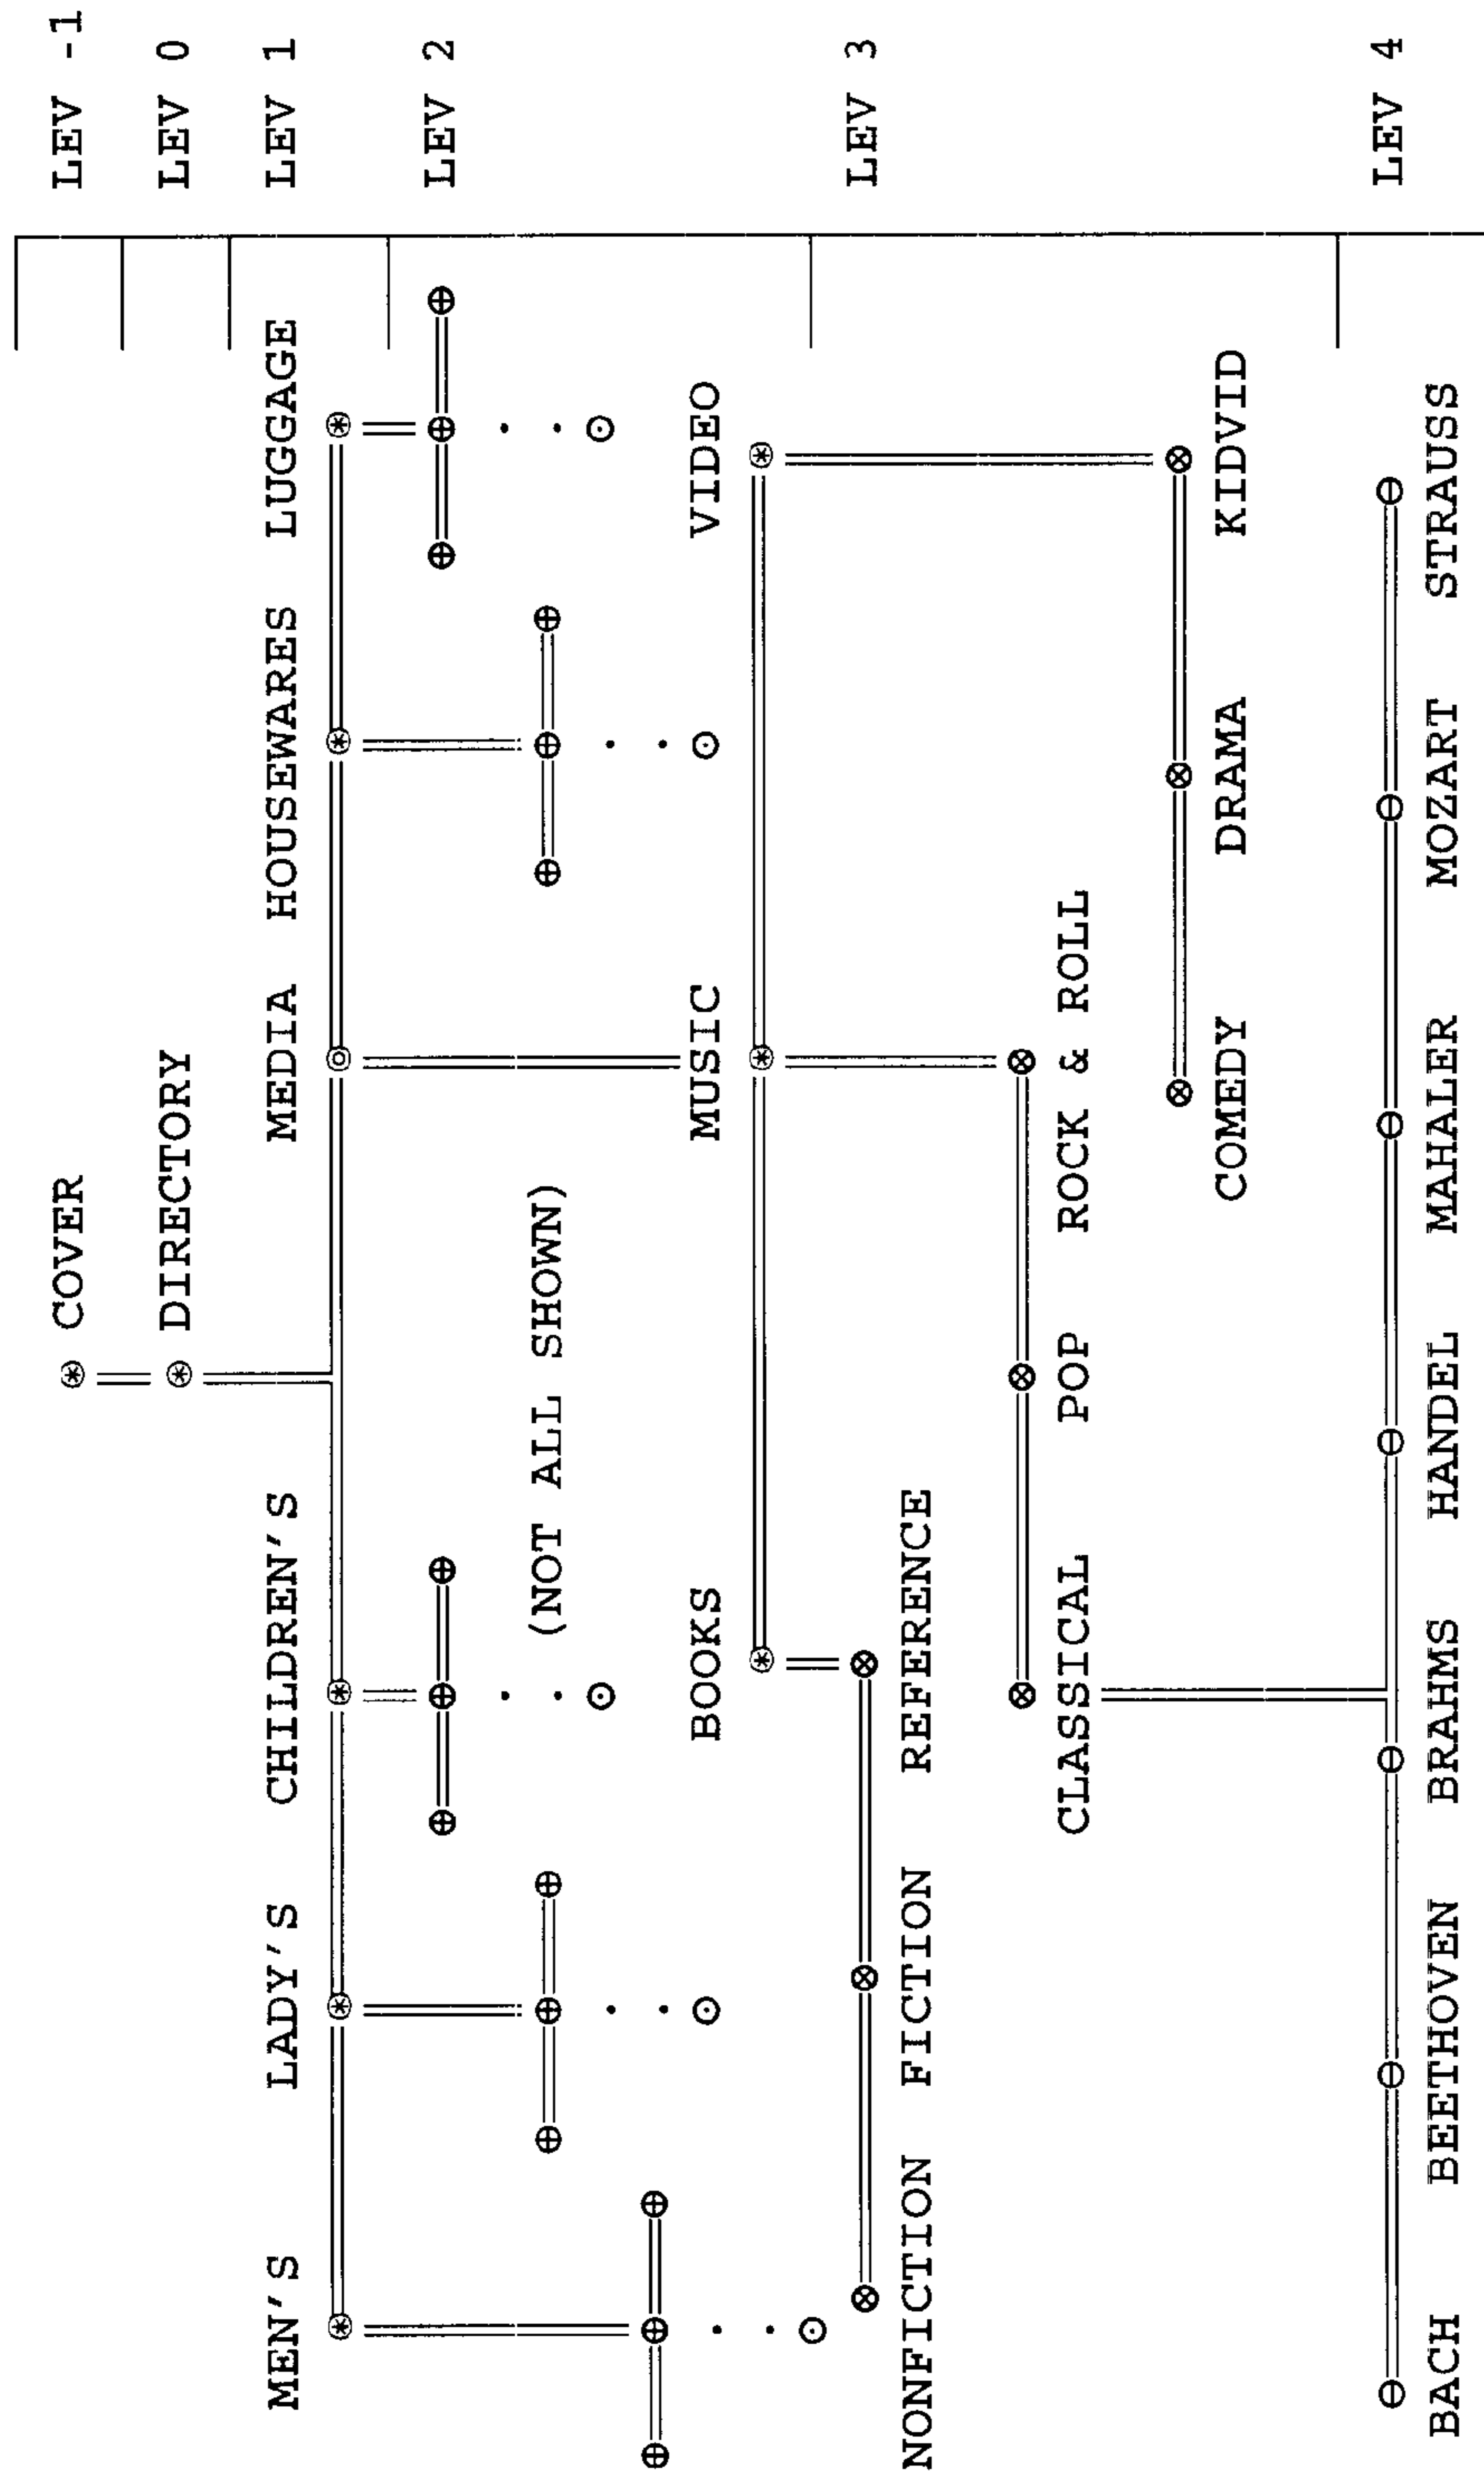 COVER LEV -1
DIRECTORY LEV 0
MEN'S LADY'S CHILDREN'S MEDIA HOUSEWARES LUGGAGE LEV 1
LEV 2
(NOT ALL SHOWN)
BOOKS MUSIC VIDEO
LEV 3
NONFICTION FICTION REFERENCE
CLASSICAL POP ROCK & ROLL
COMEDY DRAMA KIDVID
LEV 4
BACH BEETHOVEN BRAHMS HANDEL MAHALER MOZART STRAUSS